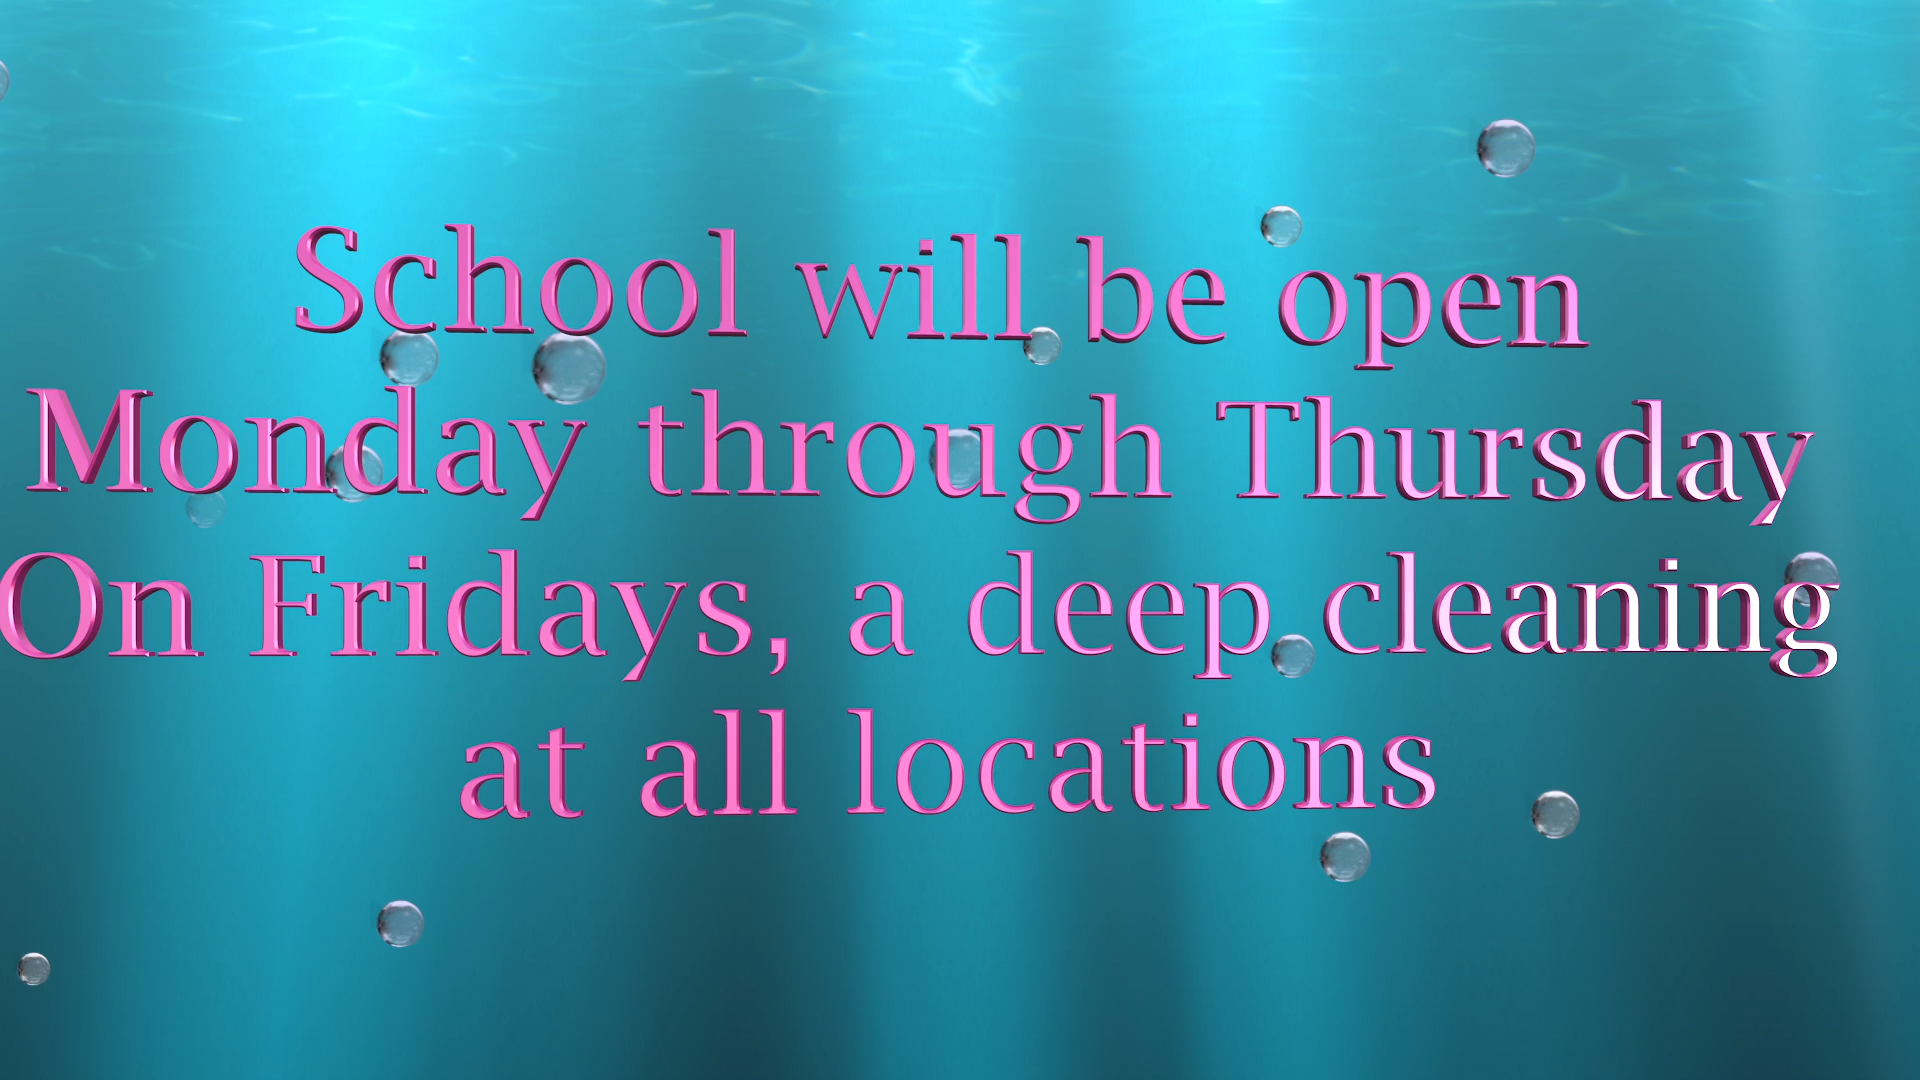 School will be open
Monday through Thursday
On Fridays, a deep cleaning
at all locations